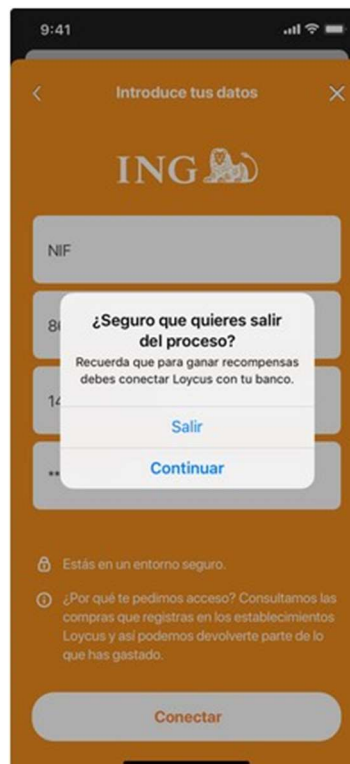 9:41
Introduce tus datos
ING
NIF
¿Seguro que quieres salir
del proceso?
Recuerda que para ganar recompensas
debes conectar Loycus con tu banco.
14
Salir
Continuar
••
Estás en un entorno seguro.
¿Por qué te pedimos acceso? Consultamos las
compras que registras en los establecimientos
Loycus y así podemos devolverte parte de lo
que has gastado.
Conectar